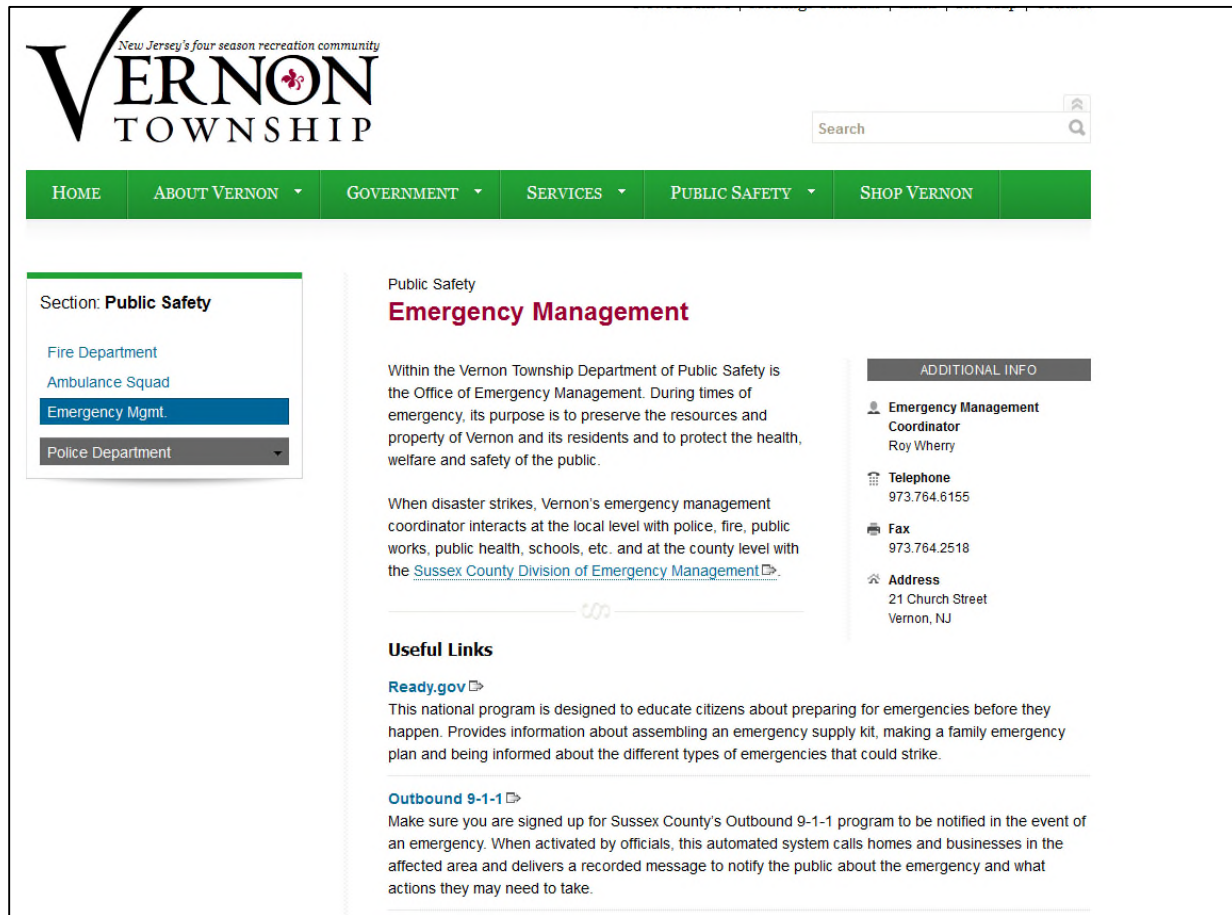 New Jersey's four season recreation community
VERNON
TOWNSHIP
Search
HOME
ABOUT VERNON
GOVERNMENT
SERVICES
PUBLIC SAFETY
SHOP VERNON
Section: Public Safety
Fire Department
Ambulance Squad
Emergency Mgmt.
Police Department
Public Safety
Emergency Management
Within the Vernon Township Department of Public Safety is
the Office of Emergency Management. During times of
emergency, its purpose is to preserve the resources and
property of Vernon and its residents and to protect the health,
welfare and safety of the public.
When disaster strikes, Vernon's emergency management
coordinator interacts at the local level with police, fire, public
works, public health, schools, etc. and at the county level with
the Sussex County Division of Emergency Management.
ADDITIONAL INFO
Emergency Management
Coordinator
Roy Wherry
Telephone
973.764.6155
Fax
973.764.2518
Address
21 Church Street
Vernon, NJ
Useful Links
Ready.gov
This national program is designed to educate citizens about preparing for emergencies before they
happen. Provides information about assembling an emergency supply kit, making a family emergency
plan and being informed about the different types of emergencies that could strike.
Outbound 9-1-1
Make sure you are signed up for Sussex County's Outbound 9-1-1 program to be notified in the event of
an emergency. When activated by officials, this automated system calls homes and businesses in the
affected area and delivers a recorded message to notify the public about the emergency and what
actions they may need to take.